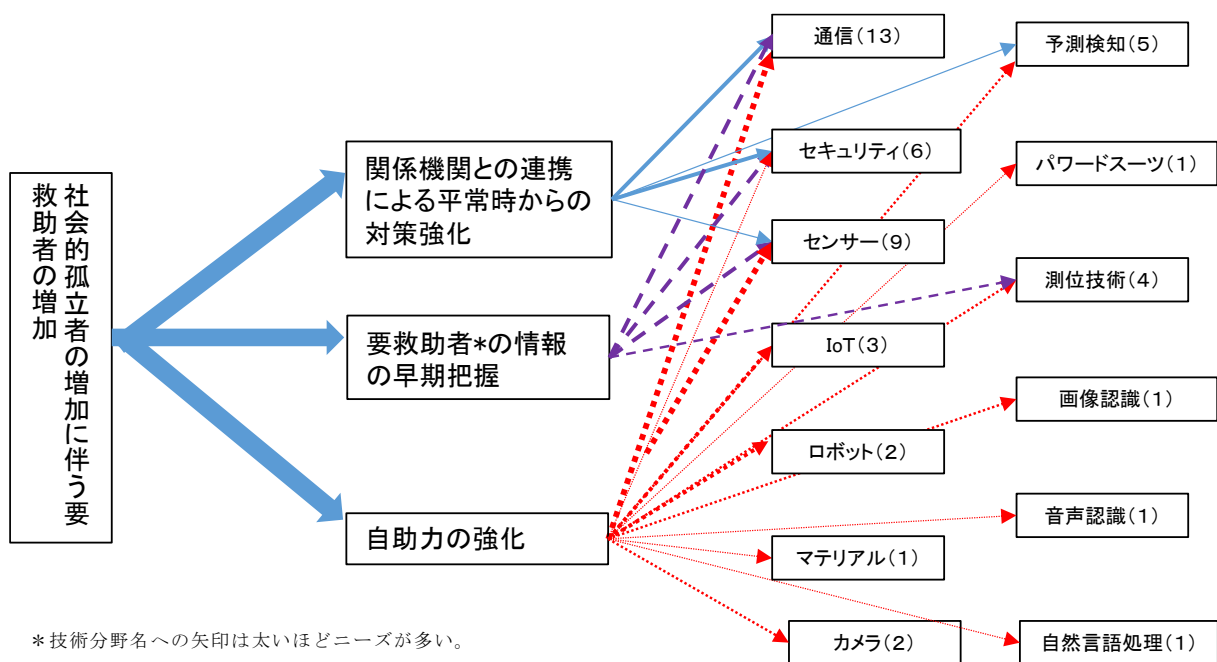 社会的孤立者の増加に伴う要
救助者の増加
関係機関との連携
による平常時からの
対策強化
要救助者*の情報
の早期把握
自助力の強化
通信(13)
セキュリティ(6)
センサー(9)
IoT(3)
ロボット(2)
マテリアル(1)
カメラ(2)
予測検知(5)
パワードスーツ(1)
測位技術(4)
画像認識(1)
音声認識(1)
自然言語処理(1)
*技術分野名への矢印は太いほどニーズが多い。